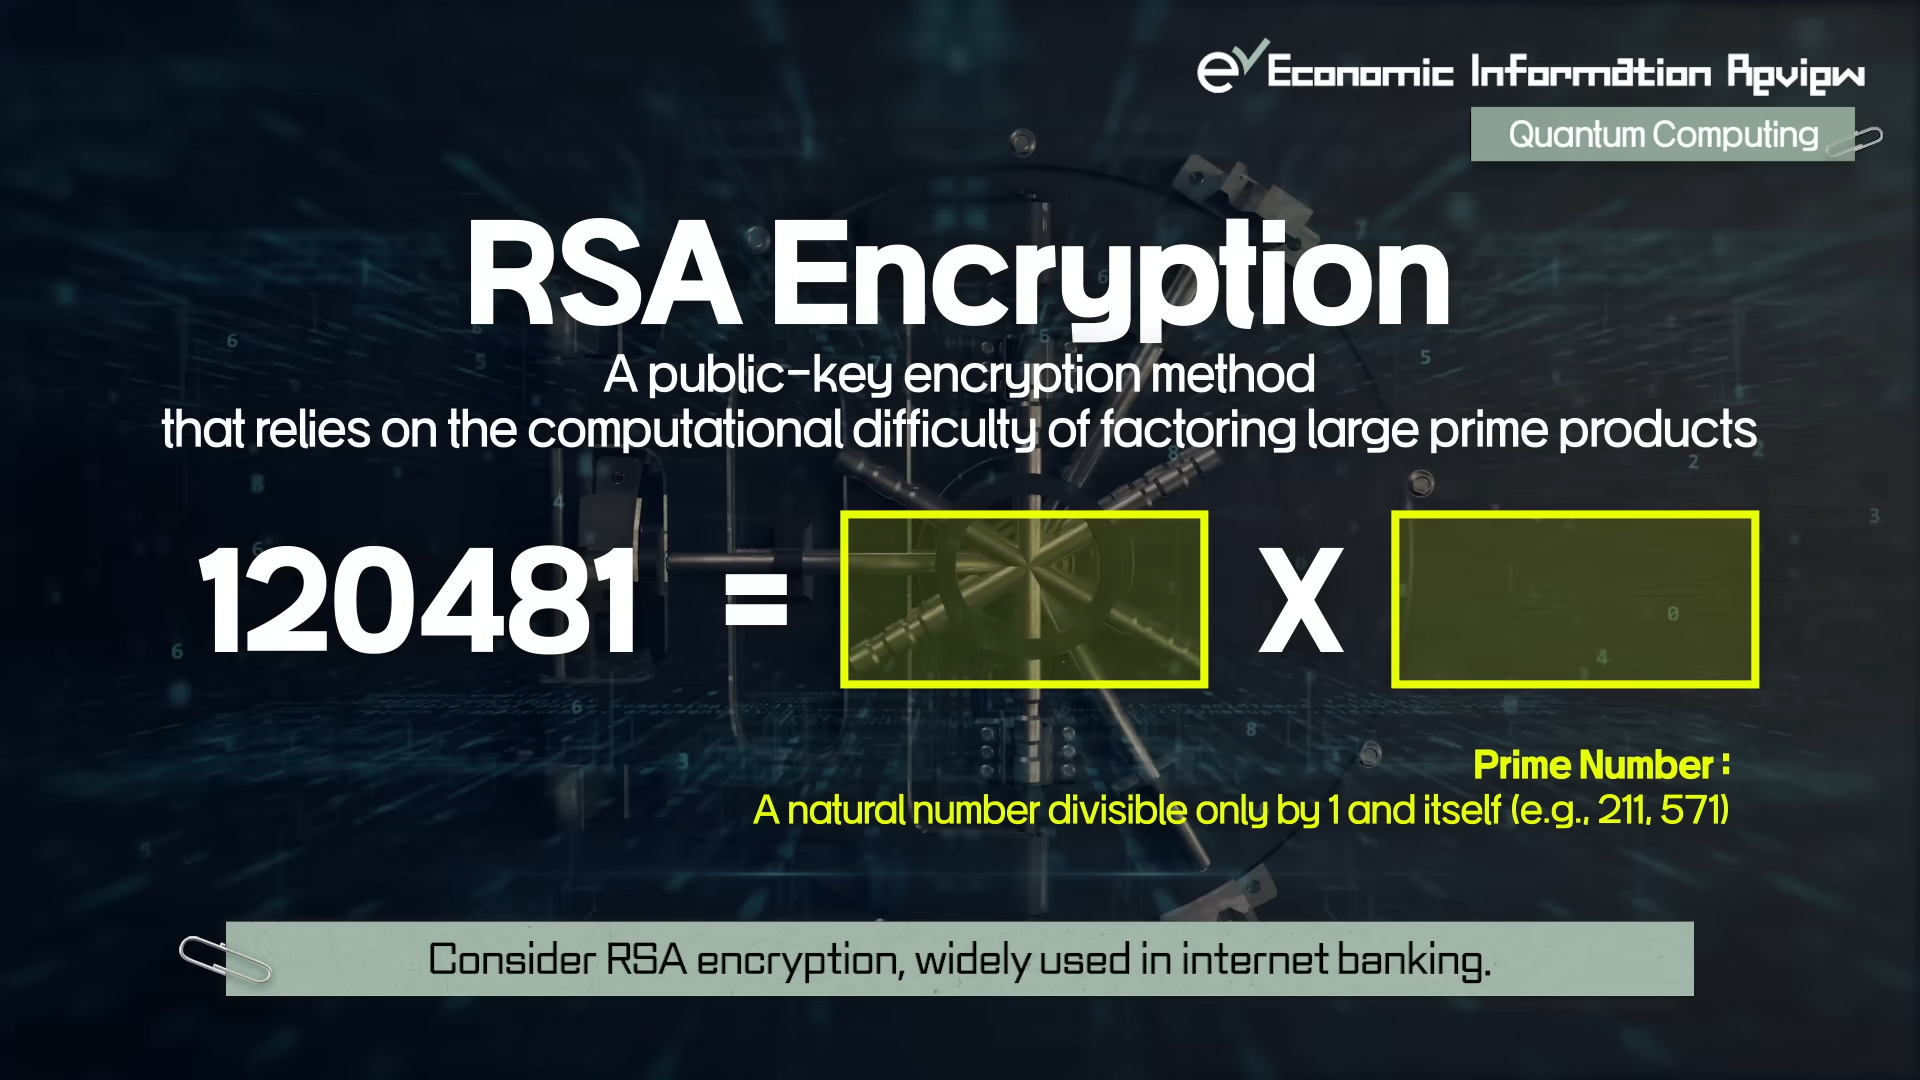 Economic Information Review
Quantum Computing
RSA Encryption
A public-key encryption method
that relies on the computational difficulty of factoring large prime products
120481 = X
Prime Number :
A natural number divisible only by 1 and itself (e.g., 211, 571)
Consider RSA encryption, widely used in internet banking.